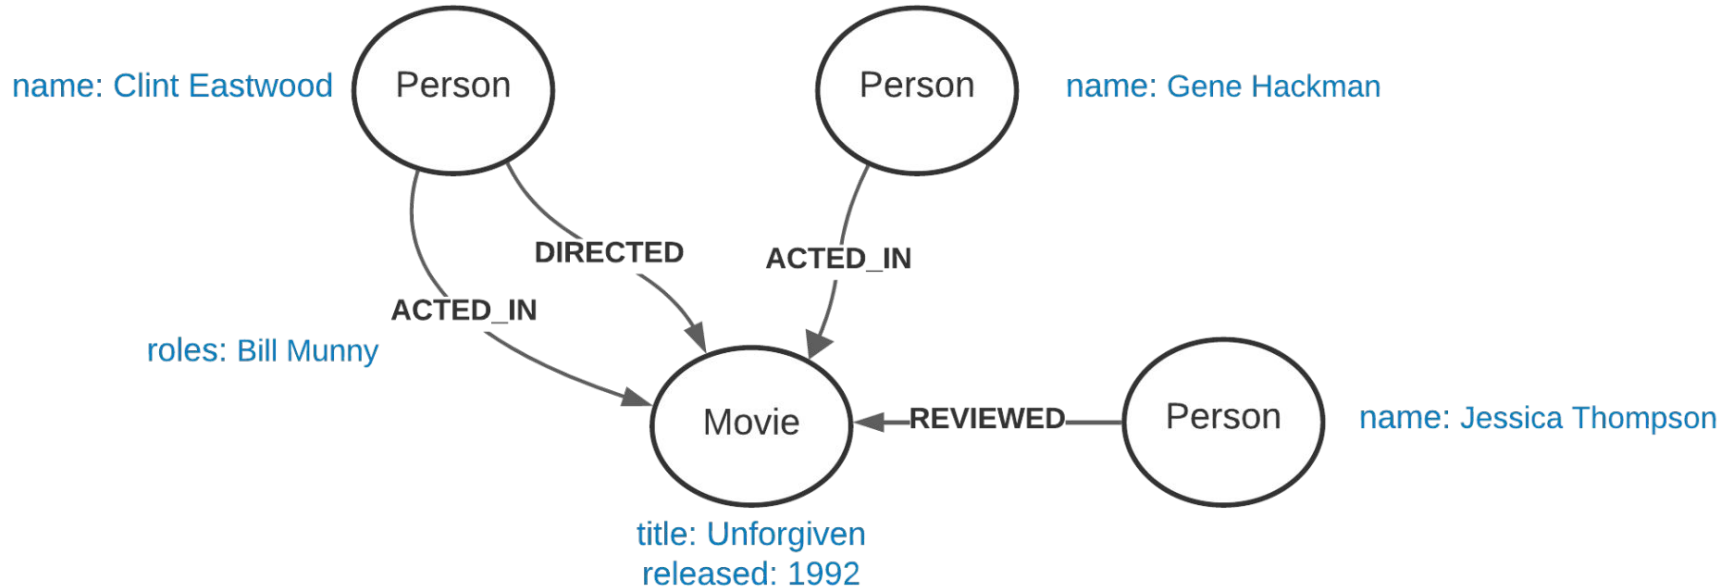 name: Clint Eastwood
Person
Person
name: Gene Hackman
DIRECTED
ACTED_IN
ACTED_IN
roles: Bill Munny
Movie
REVIEWED
Person
name: Jessica Thompson
title: Unforgiven
released: 1992